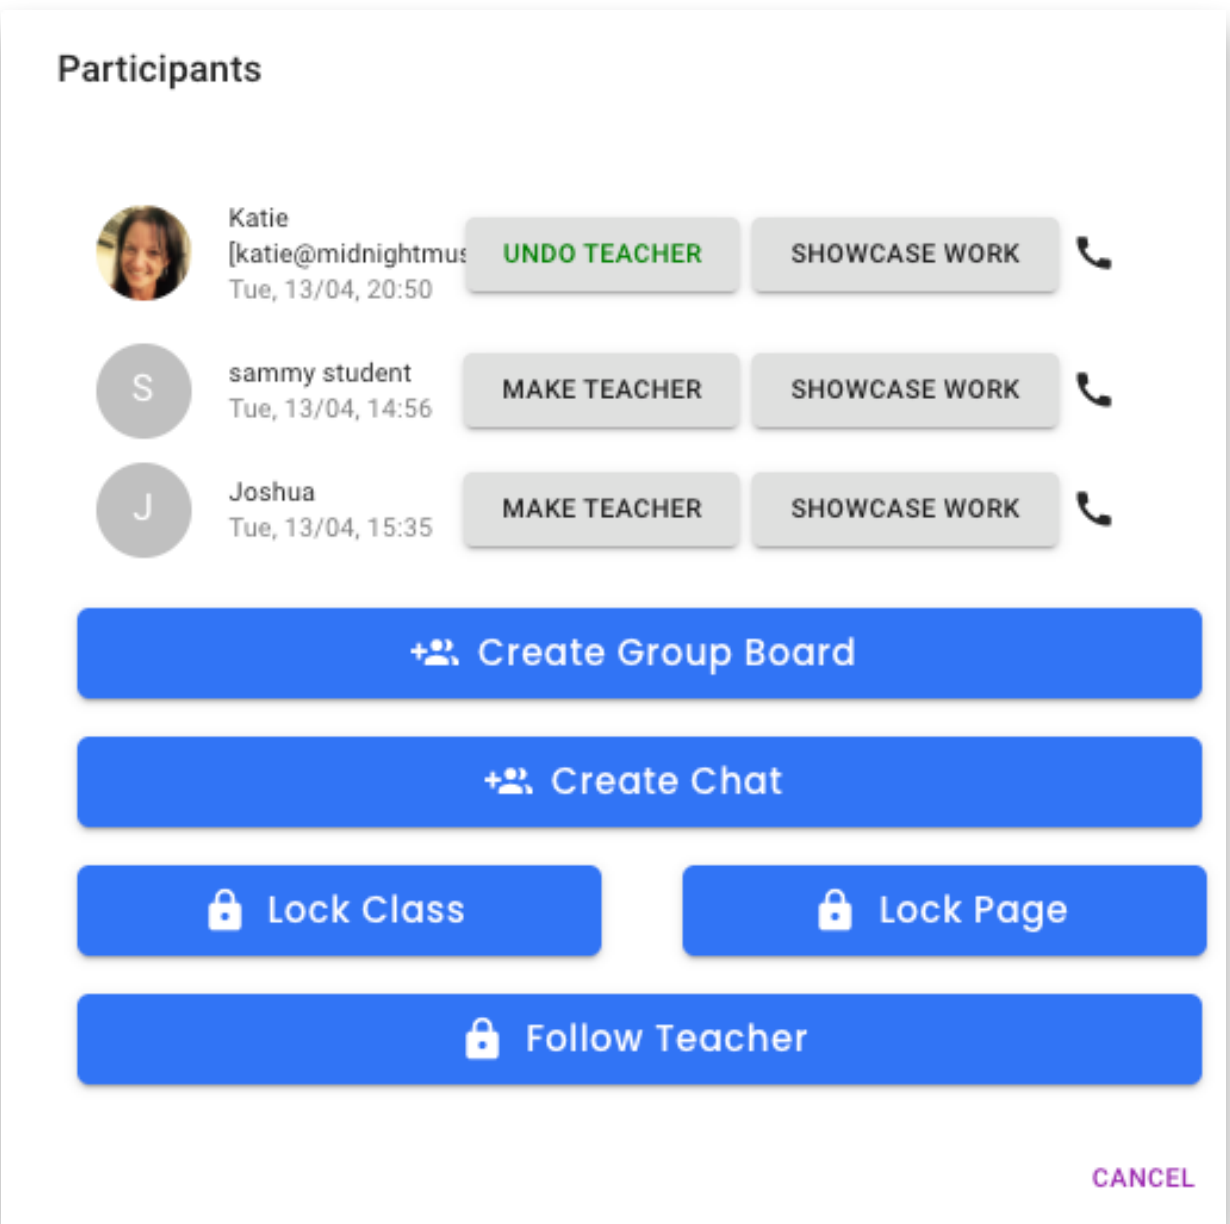 Participants
Katie
[katie@midnightmus
Tue, 13/04, 20:50
UNDO TEACHER
SHOWCASE WORK
S
sammy student
Tue, 13/04, 14:56
MAKE TEACHER
SHOWCASE WORK
J
Joshua
Tue, 13/04, 15:35
MAKE TEACHER
SHOWCASE WORK
Create Group Board
Create Chat
Lock Class
Lock Page
Follow Teacher
CANCEL